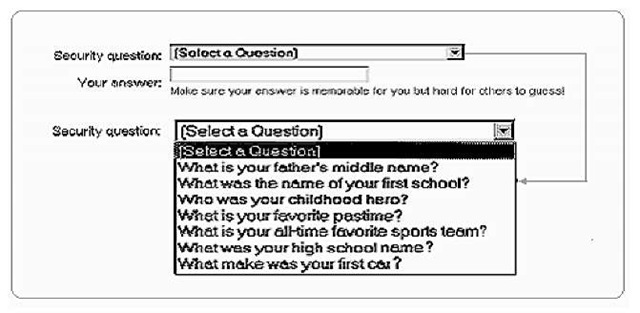 Security question: [Select a Question]
Your answer:
Make sure your answer is memorable for you but hard for others to guess!
Security question: [Select a Question]
[Select a Question]
What is your father's middle name?
What was the name of your first school?
Who was your childhood hero?
What is your favorite pastime?
What is your all-time favorite sports team?
What was your high school name?
What make was your first car?